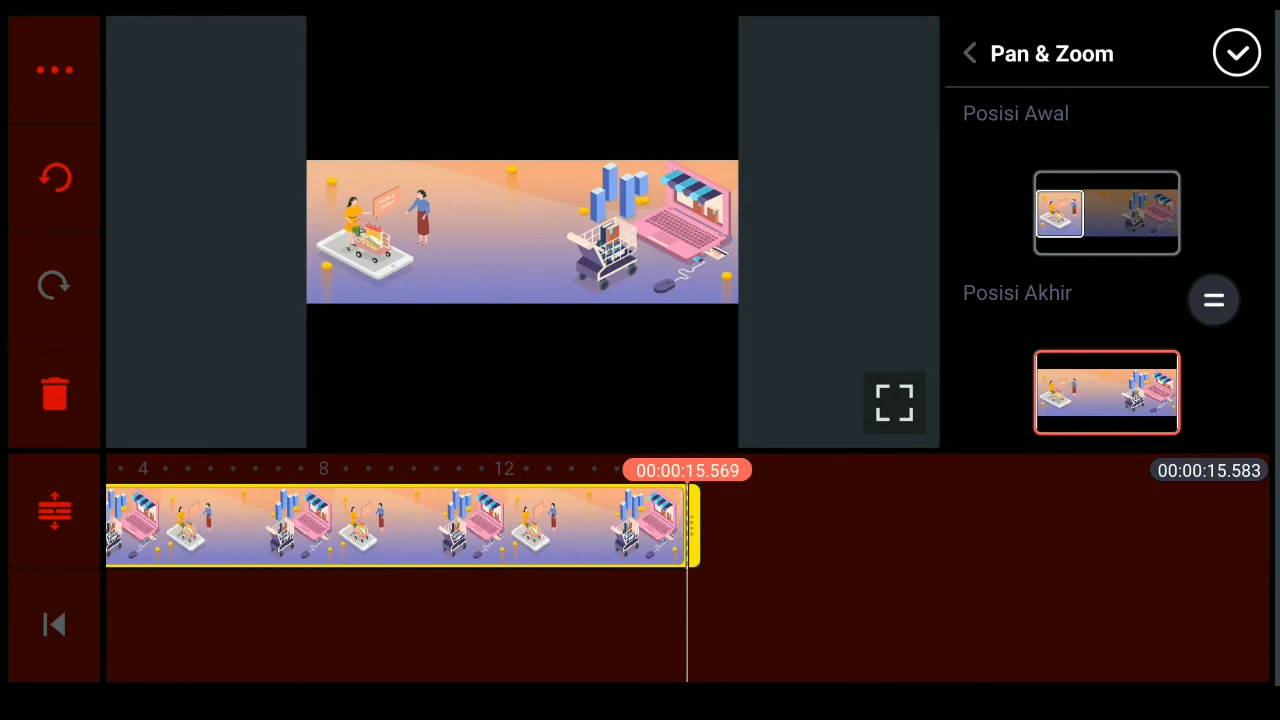 Pan & Zoom
Posisi Awal
Posisi Akhir
4
8
12
00:00:15.569
00:00:15.583